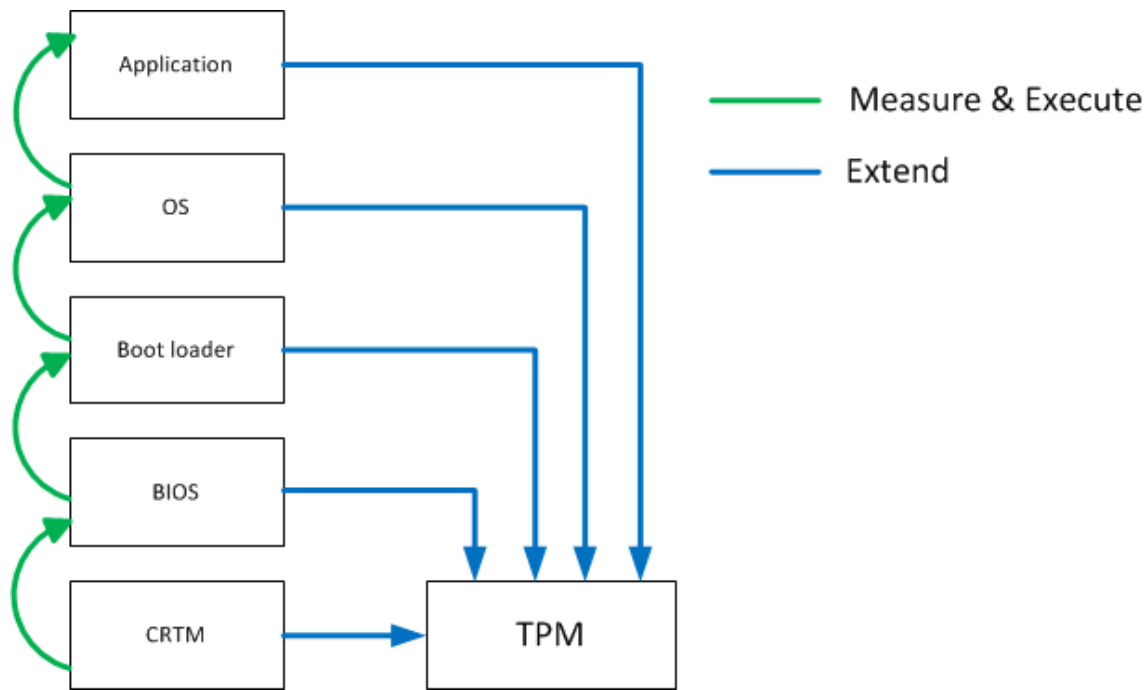 Application
Measure & Execute
Extend
OS
Boot loader
BIOS
CRTM
TPM